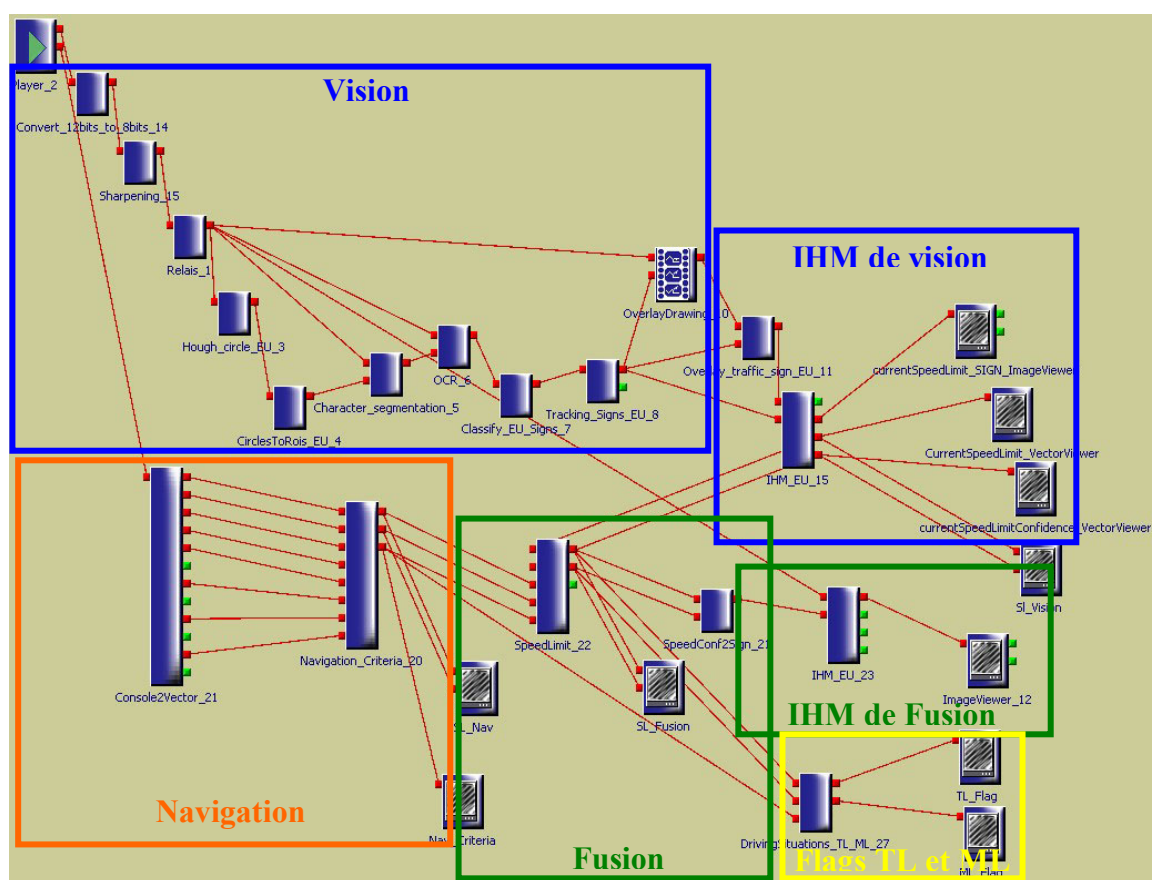 Player_2
Vision
Convert_12bits_to_8bits_14
Sharpening_15
Relais_1
IHM de vision
OverlayDrawing_10
Hough_circle_EU_3
OCR_6
Overlay_traffic_sign_EU_11
currentSpeedLimit_SIGN_ImageViewer
Character_segmentation_5
Tracking_Signs_EU_8
Classify_EU_Signs_7
CirclesToRois_EU_4
CurrentSpeedLimit_VectorViewer
IHM_EU_15
currentSpeedLimitConfidence_VectorViewer
Sl_Vision
SpeedLimit_22
SpeedConf2Sign_21
Navigation_Criteria_20
IHM_EU_23
Console2Vector_21
ImageViewer_12
SL_Nav
SL_Fusion
IHM de Fusion
TL_Flag
Navigation
Nav_Criteria
DrivingSituations_TL_ML_27
Fusion
Flags TL et ML
ML_Flag